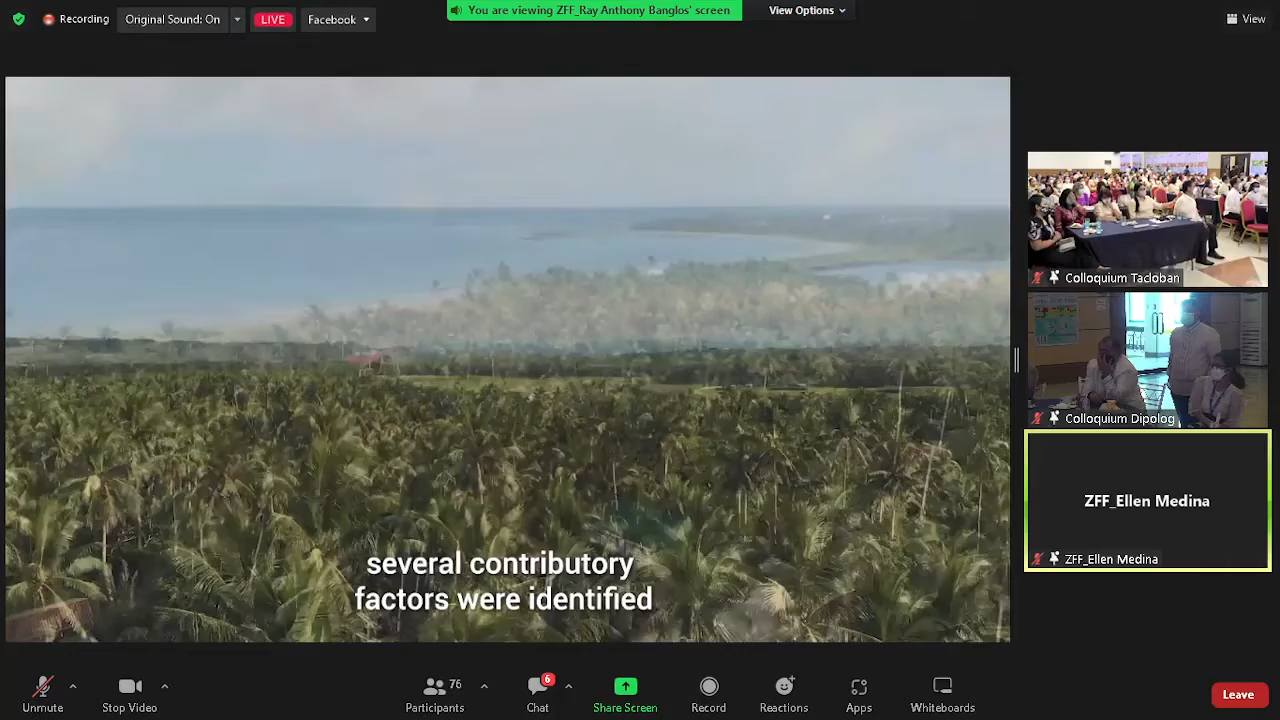 Recording
Original Sound: On
LIVE
Facebook
You are viewing ZFF_Ray Anthony Banglos' screen
View Options
View
several contributory
factors were identified
Colloquium Tacloban
Colloquium Dipolog
ZFF_Ellen Medina
ZFF_Ellen Medina
Unmute
Stop Video
76
Participants
6
Chat
Share Screen
Record
Reactions
Apps
Whiteboards
Leave